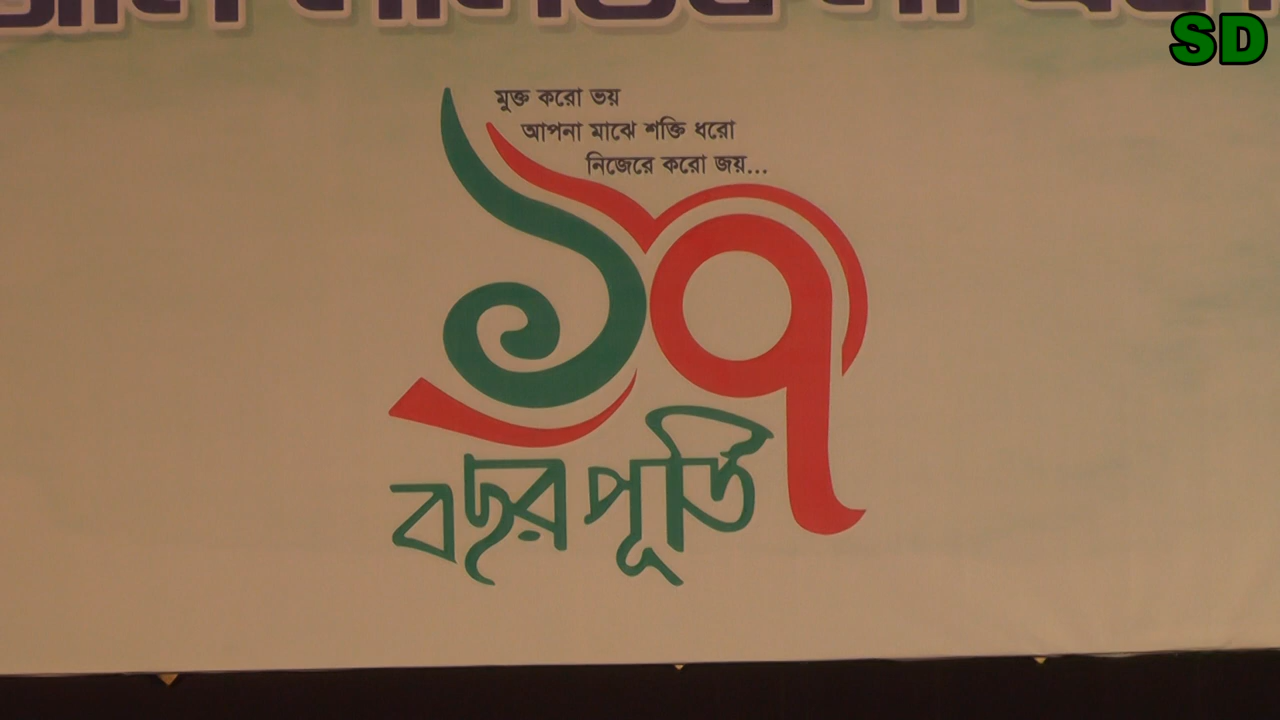 SD
মুক্ত করো ভয়
আপনা মাঝে শক্তি ধরো
নিজেরে করো জয়...
১৭
বছর পূর্তি